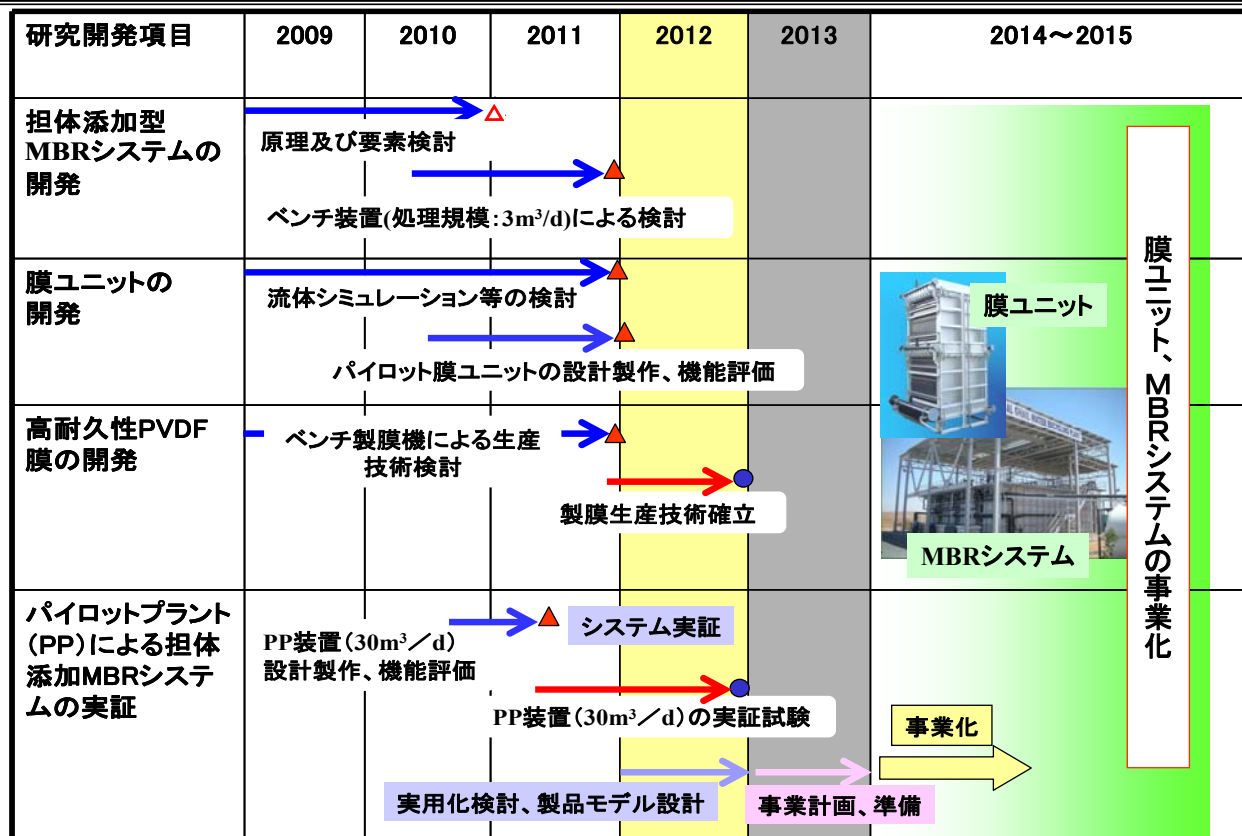 研究開発項目
2009
2010
2011
2012
2013
2014～2015
担体添加型
MBRシステムの
開発
原理及び要素検討
ベンチ装置(処理規模：3m³/d)による検討
膜ユニットの
開発
流体シミュレーション等の検討
パイロット膜ユニットの設計製作、機能評価
高耐久性PVDF
膜の開発
ベンチ製膜機による生産
技術検討
製膜生産技術確立
パイロットプラント
(PP)による担体
添加MBRシステ
ムの実証
PP装置（30m³／d）
設計製作、機能評価
システム実証
PP装置（30m³／d）の実証試験
実用化検討、製品モデル設計
事業計画、準備
事業化
膜ユニット
MBRシステム
膜ユニット、MBRシステムの事業化